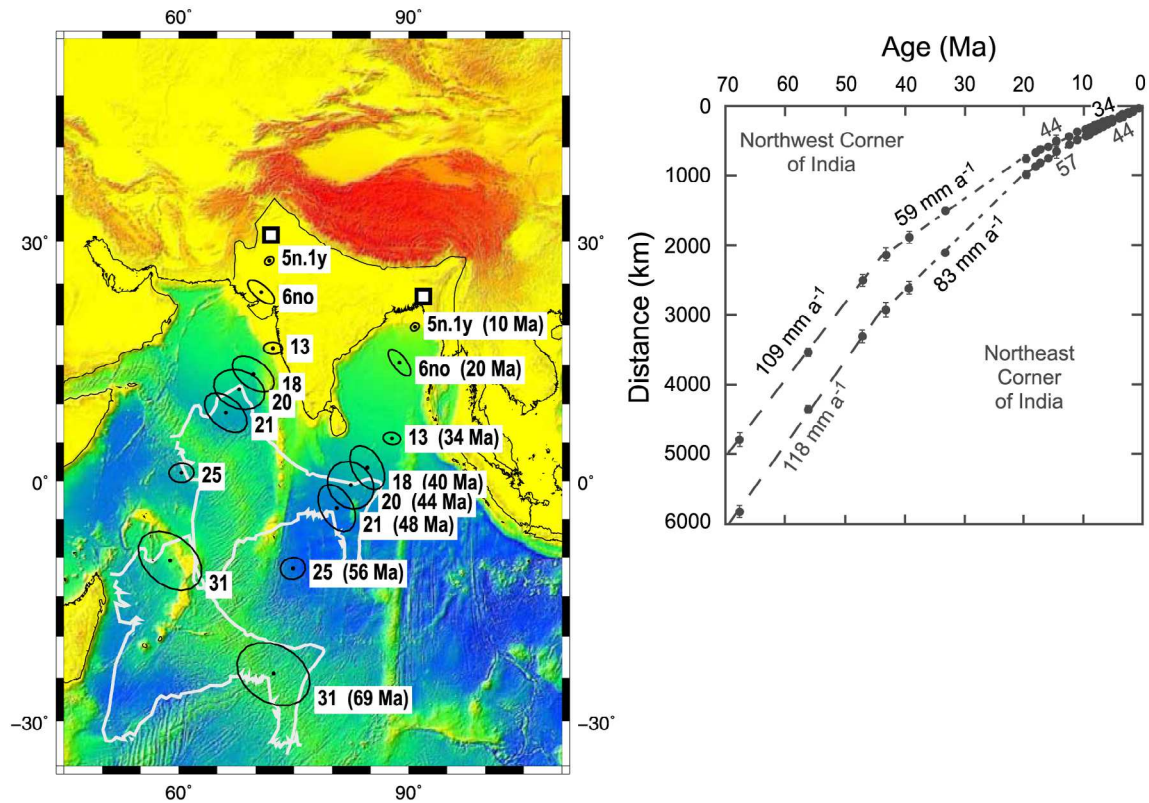 60°
90°
30°
30°
5n.1y
6no
5n.1y (10 Ma)
13
6no (20 Ma)
18
20
21
13 (34 Ma)
25
18 (40 Ma)
0°
0°
20 (44 Ma)
21 (48 Ma)
25 (56 Ma)
31
31 (69 Ma)
−30°
−30°
60°
90°
Age (Ma)
70 60 50 40 30 20 10 0
Distance (km)
0
1000
2000
3000
4000
5000
6000
Northwest Corner
of India
34
44
44
57
59 mm a⁻¹
83 mm a⁻¹
109 mm a⁻¹
118 mm a⁻¹
Northeast
Corner
of India